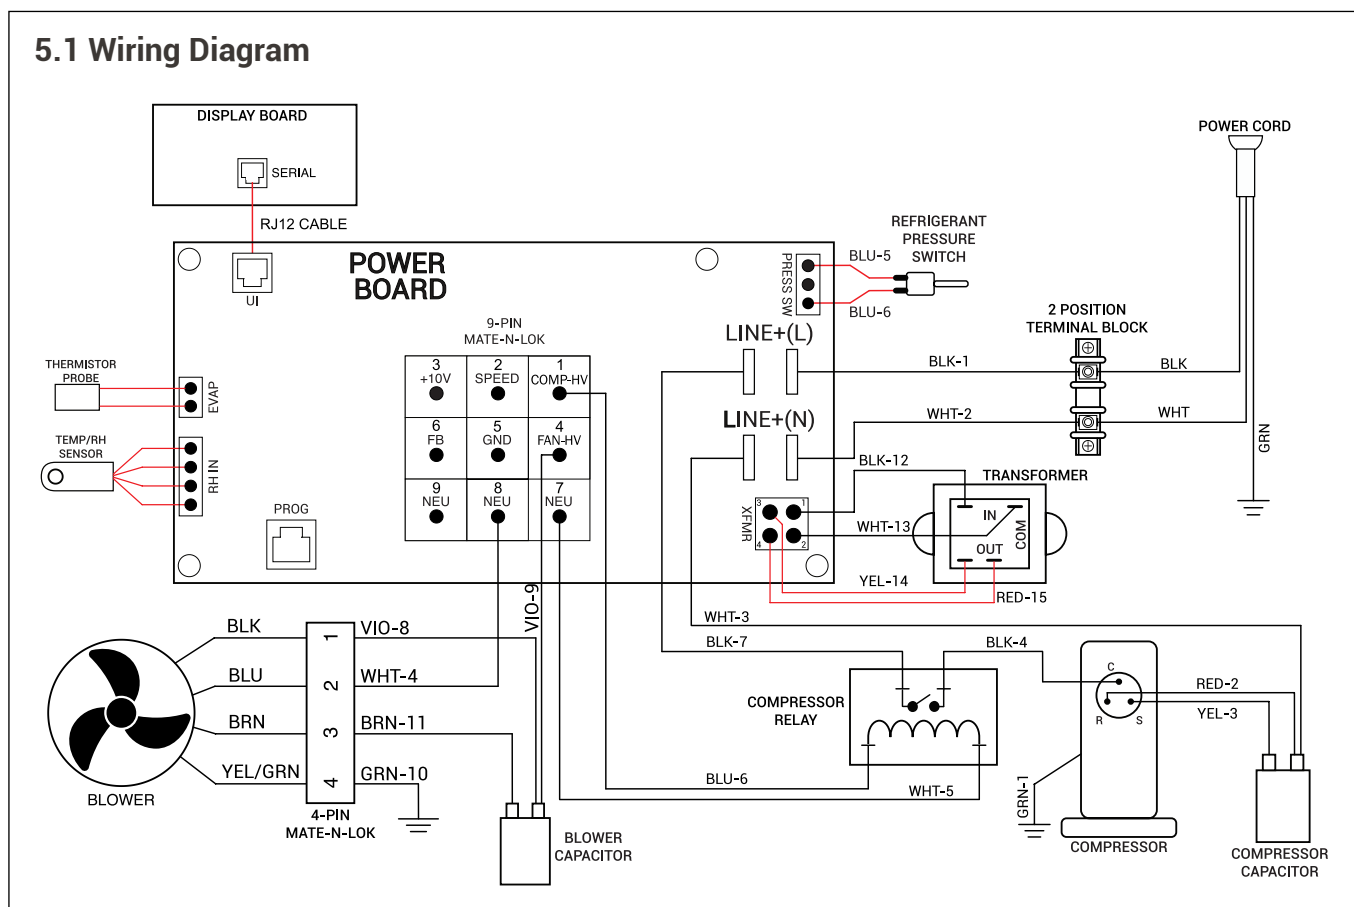 5.1 Wiring Diagram
DISPLAY BOARD
SERIAL
RJ12 CABLE
UI
POWER
BOARD
POWER CORD
REFRIGERANT
PRESSURE
SWITCH
BLU-5
BLU-6
PRESS SW
2 POSITION
TERMINAL BLOCK
9-PIN
MATE-N-LOK
3
+10V
2
SPEED
1
COMP-HV
6
FB
5
GND
4
FAN-HV
9
NEU
8
NEU
7
NEU
LINE+(L)
BLK-1
BLK
LINE+(N)
WHT-2
WHT
GRN
THERMISTOR
PROBE
EVAP
TEMP/RH
SENSOR
RH IN
PROG
BLK-12
WHT-13
YEL-14
RED-15
XFMR
3
1
4
2
TRANSFORMER
IN
COM
OUT
WHT-3
BLK-7
BLK-4
VIO-9
BLK
1
VIO-8
BLU
2
WHT-4
BRN
3
BRN-11
YEL/GRN
4
GRN-10
BLOWER
4-PIN
MATE-N-LOK
BLOWER
CAPACITOR
COMPRESSOR
RELAY
BLU-6
WHT-5
C
R
S
RED-2
YEL-3
GRN-1
COMPRESSOR
COMPRESSOR
CAPACITOR